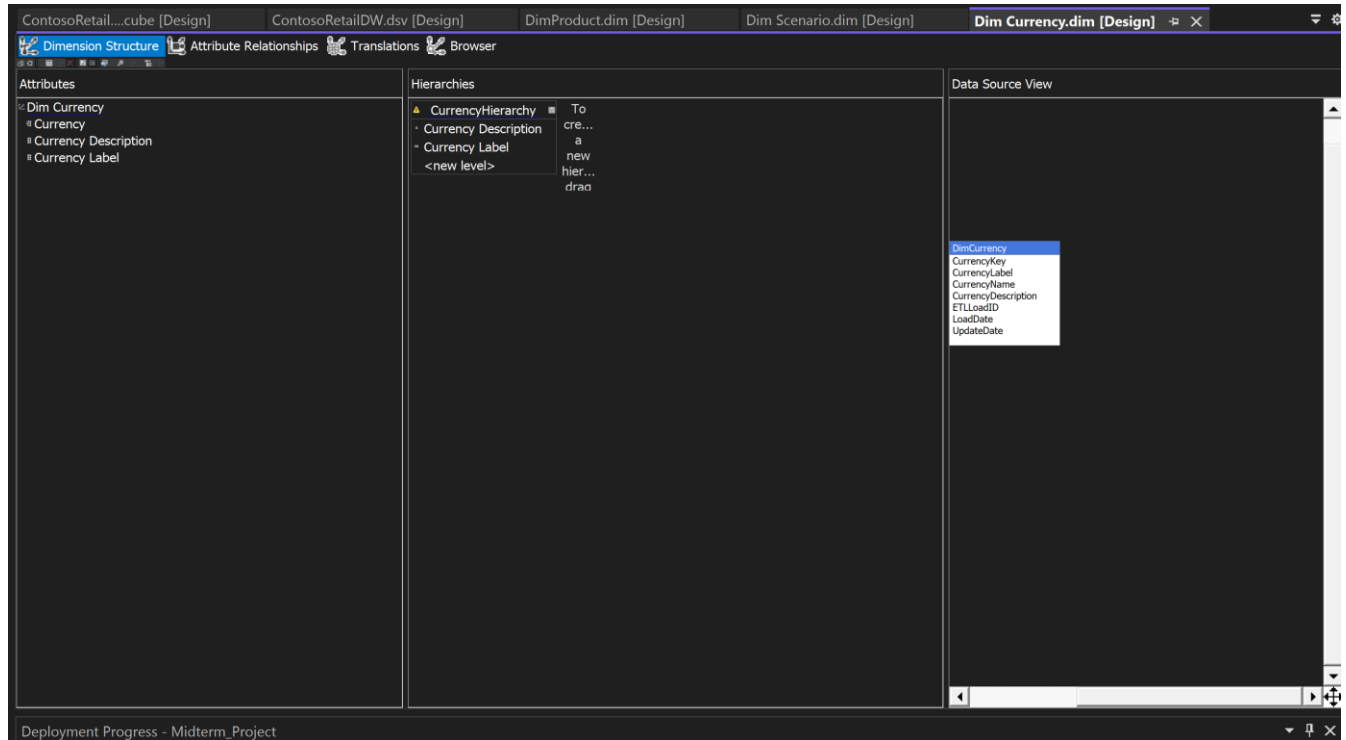 ContosoRetail....cube [Design] ContosoRetailDW.dsv [Design] DimProduct.dim [Design] Dim Scenario.dim [Design] Dim Currency.dim [Design]
Dimension Structure Attribute Relationships Translations Browser
Attributes
Dim Currency
Currency
Currency Description
Currency Label
Hierarchies
CurrencyHierarchy
Currency Description
Currency Label
<new level>
To
cre...
a
new
hier...
drag
Data Source View
DimCurrency
CurrencyKey
CurrencyLabel
CurrencyName
CurrencyDescription
ETLLoadID
LoadDate
UpdateDate
Deployment Progress - Midterm_Project